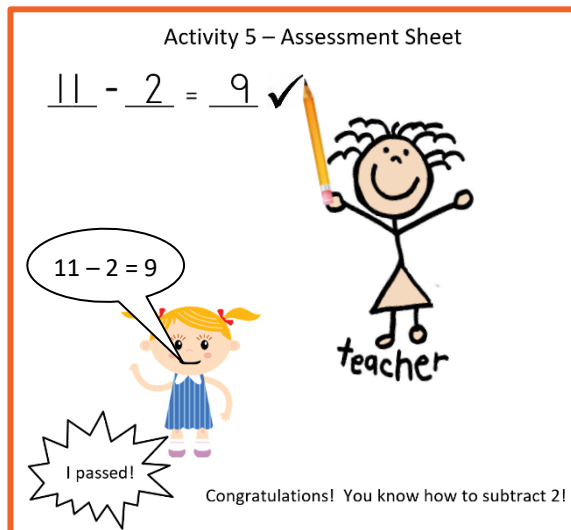 Activity 5 – Assessment Sheet
11 - 2 = 9 ✓
11 – 2 = 9
teacher
I passed!
Congratulations! You know how to subtract 2!